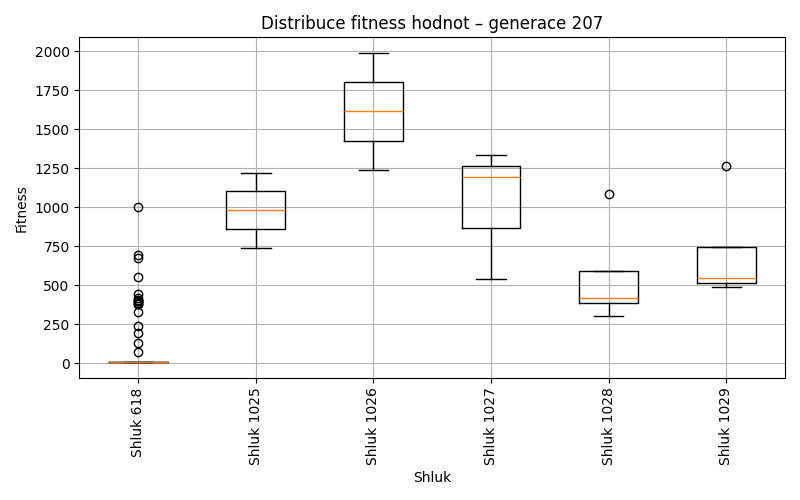 Distribuce fitness hodnot – generace 207
Fitness
2000
1750
1500
1250
1000
750
500
250
0
Shluk 618
Shluk 1025
Shluk 1026
Shluk 1027
Shluk 1028
Shluk 1029
Shluk